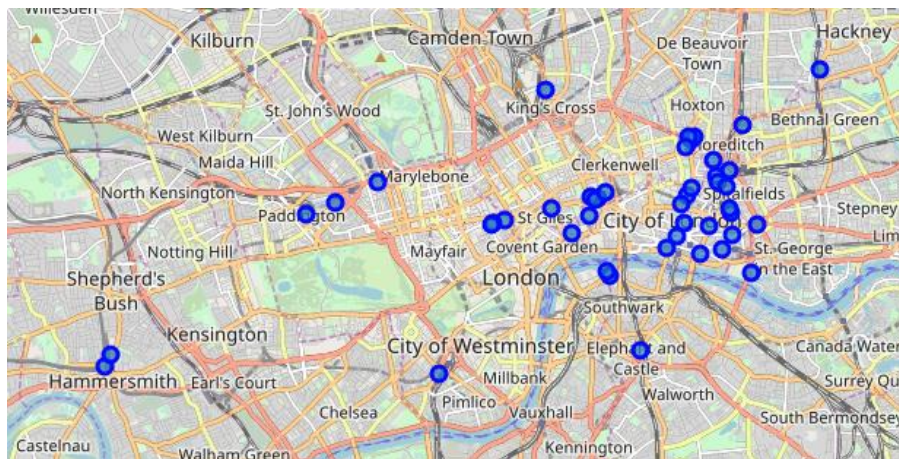 Willesden
Kilburn
Camden Town
De Beauvoir
Town
Hackney
St. John's Wood
King's Cross
Hoxton
Bethnal Green
West Kilburn
Maida Hill
Clerkenwell
Shoreditch
Marylebone
North Kensington
Spitalfields
Paddington
St Giles
City of London
Stepney
Notting Hill
Mayfair
Covent Garden
St. George
in the East
Lim
Shepherd's
Bush
London
Southwark
Kensington
City of Westminster
Elephant and
Castle
Canada Water
Hammersmith
Earl's Court
Millbank
Surrey Qu
Pimlico
Walworth
Chelsea
Vauxhall
South Bermondsey
Castelnau
Walham Green
Kennington